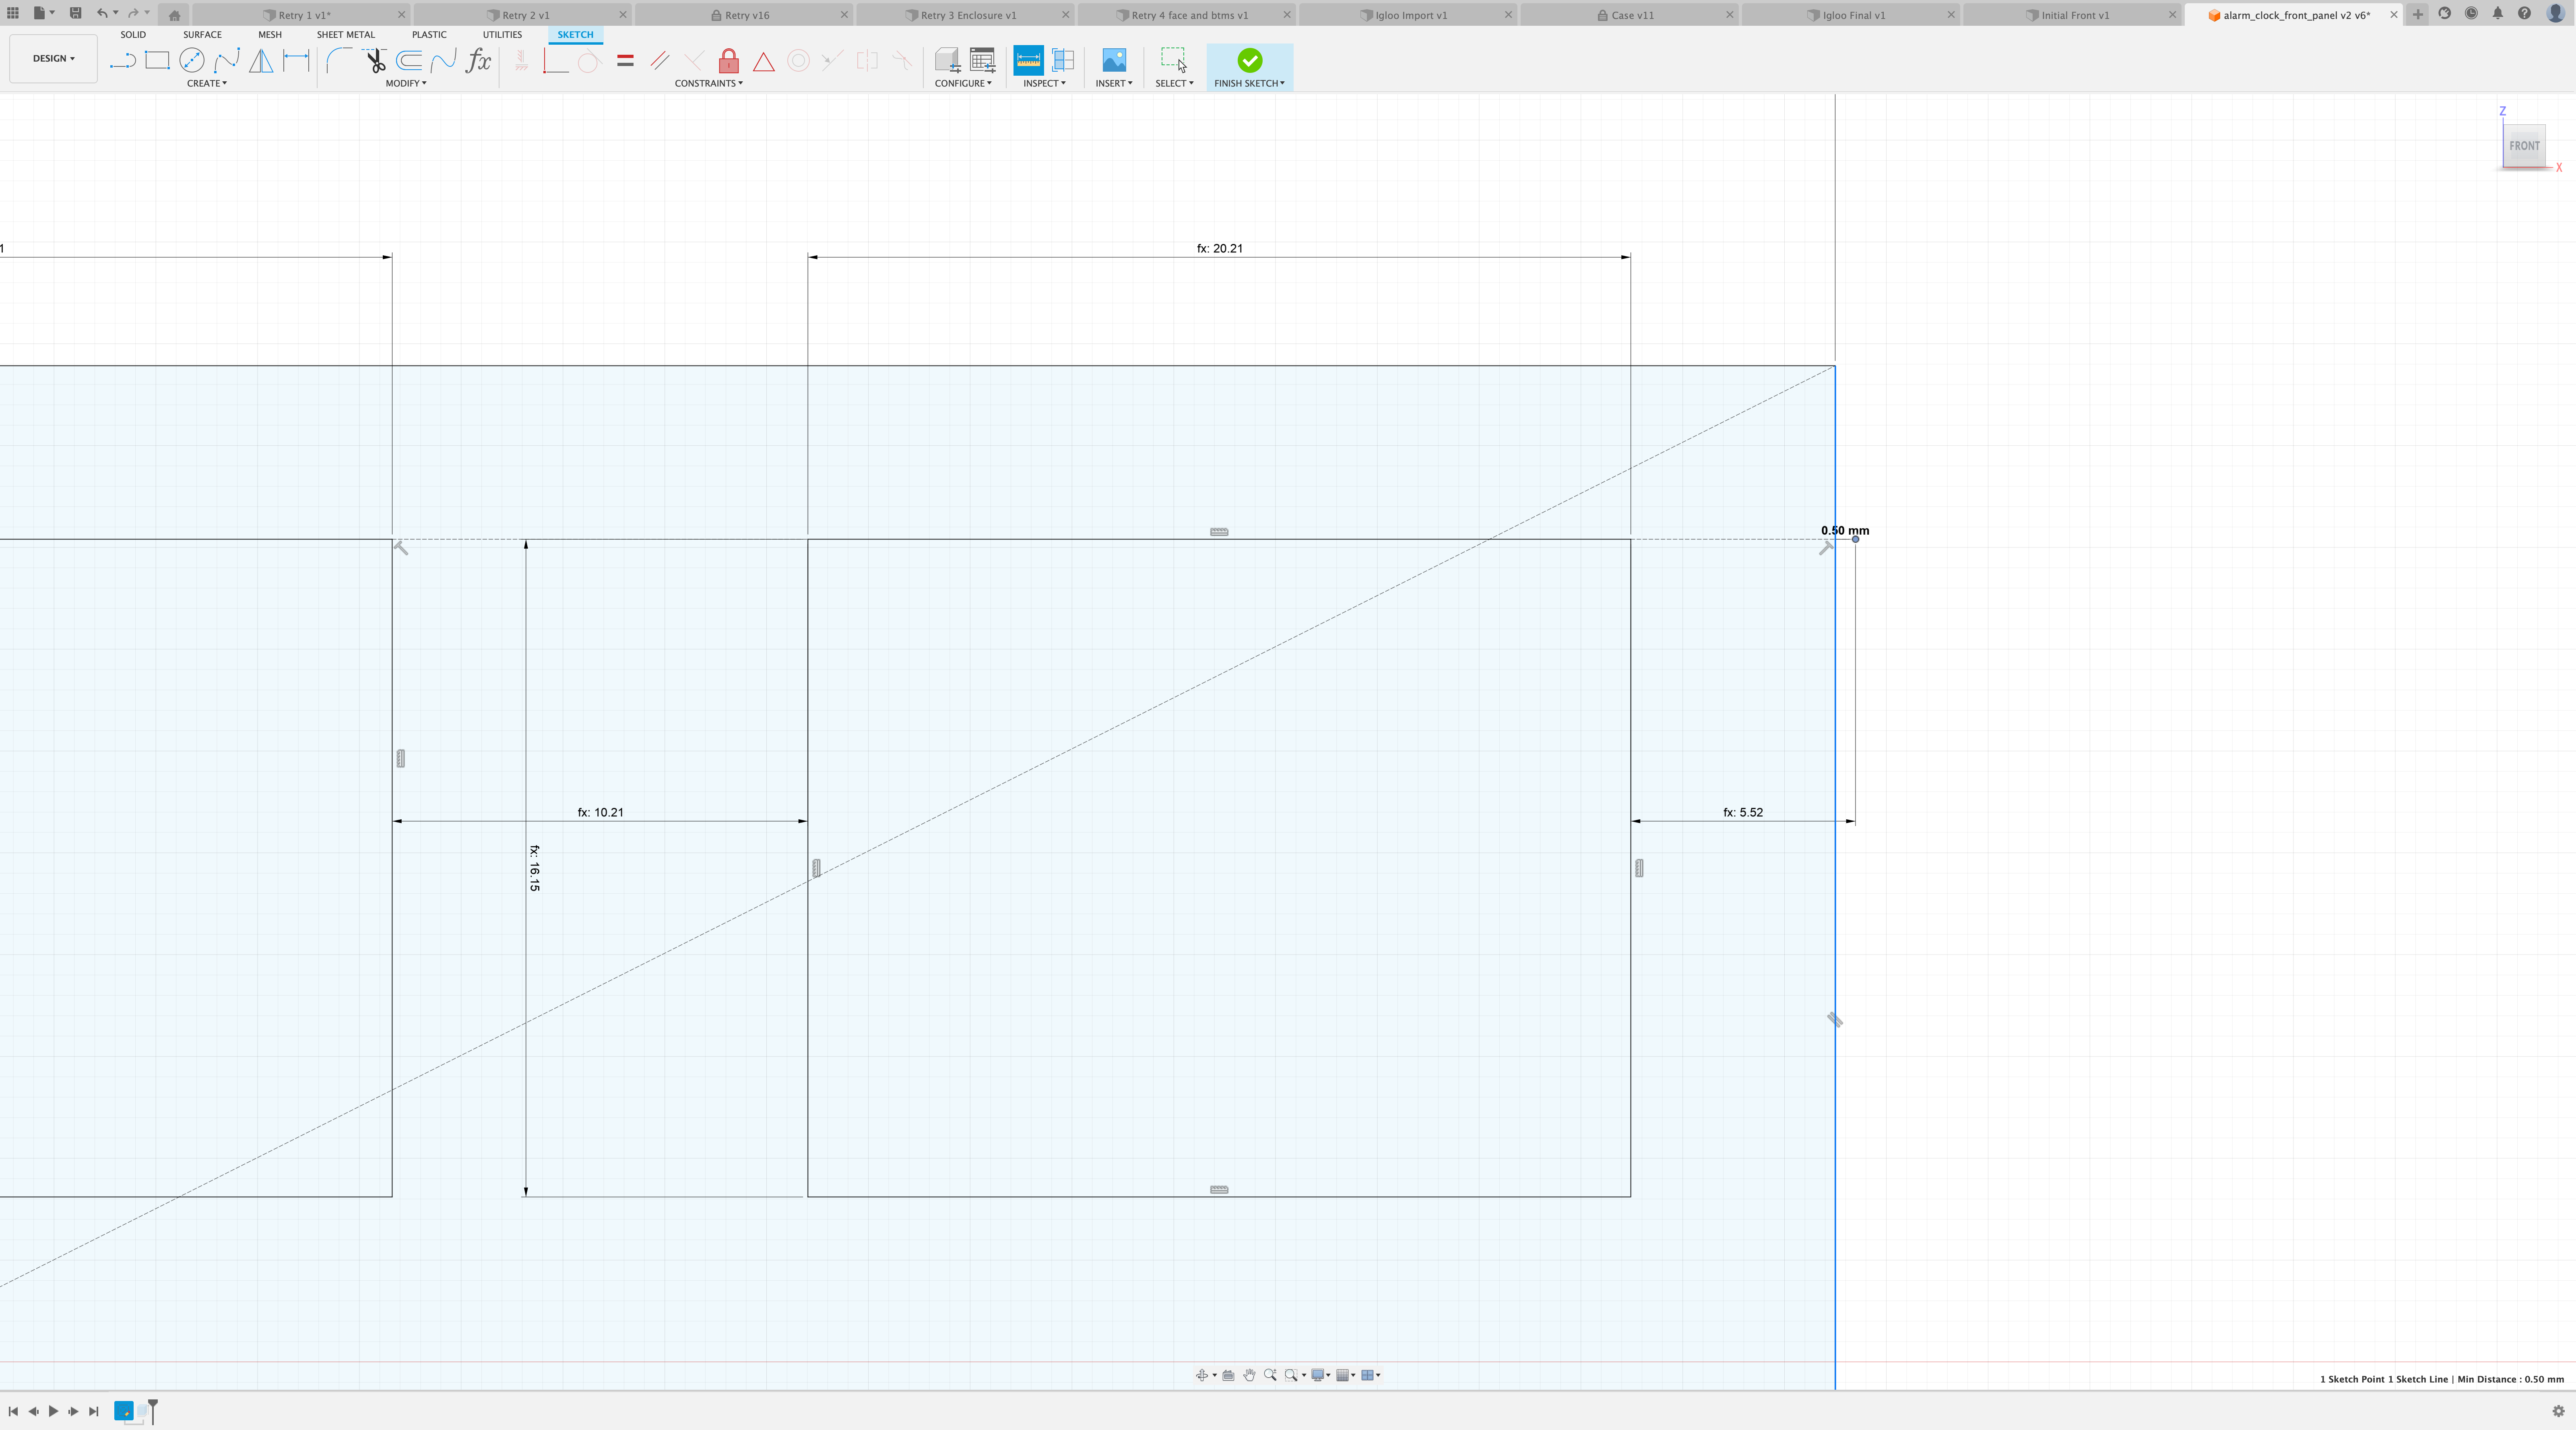 Retry 1 v1*
Retry 2 v1
Retry v16
Retry 3 Enclosure v1
Retry 4 face and btms v1
Igloo Import v1
Case v11
Igloo Final v1
Initial Front v1
alarm_clock_front_panel v2 v6*
DESIGN
SOLID
SURFACE
MESH
SHEET METAL
PLASTIC
UTILITIES
SKETCH
fx
CREATE
MODIFY
CONSTRAINTS
CONFIGURE
INSPECT
INSERT
SELECT
FINISH SKETCH
Z
FRONT
X
1
fx: 20.21
0.50 mm
fx: 10.21
fx: 5.52
fx: 16.15
1 Sketch Point 1 Sketch Line | Min Distance : 0.50 mm